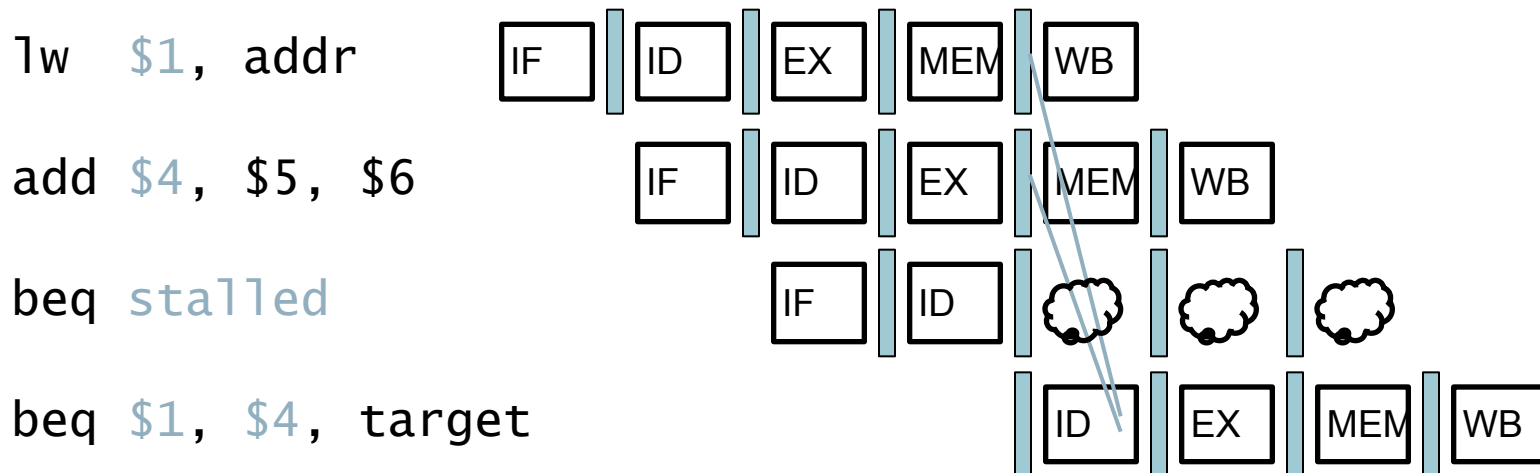 lw $1, addr IF ID EX MEM WB
add $4, $5, $6 IF ID EX MEM WB
beq stalled IF ID
beq $1, $4, target ID EX MEM WB